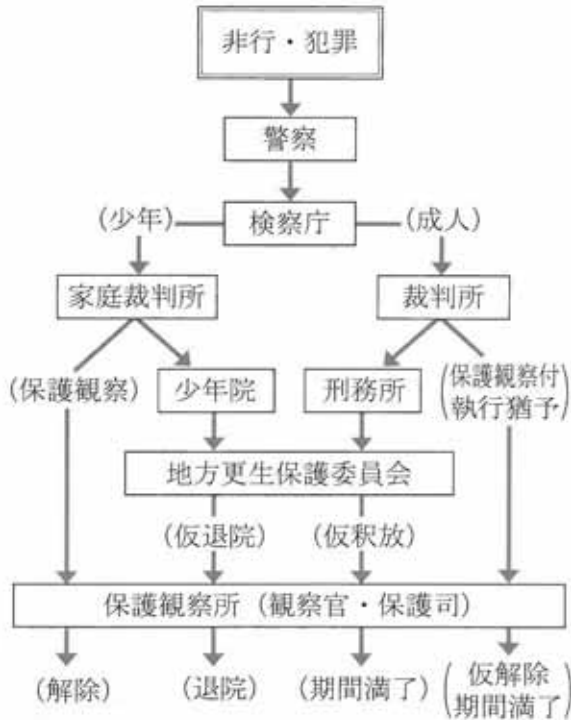 非行・犯罪
警察
(少年)
検察庁
(成人)
家庭裁判所
裁判所
(保護観察)
少年院
刑務所
(保護観察付
執行猶予)
地方更生保護委員会
(仮退院)
(仮釈放)
保護観察所(観察官・保護司)
(解除)
(退院)
(期間満了)
(仮解除
期間満了)